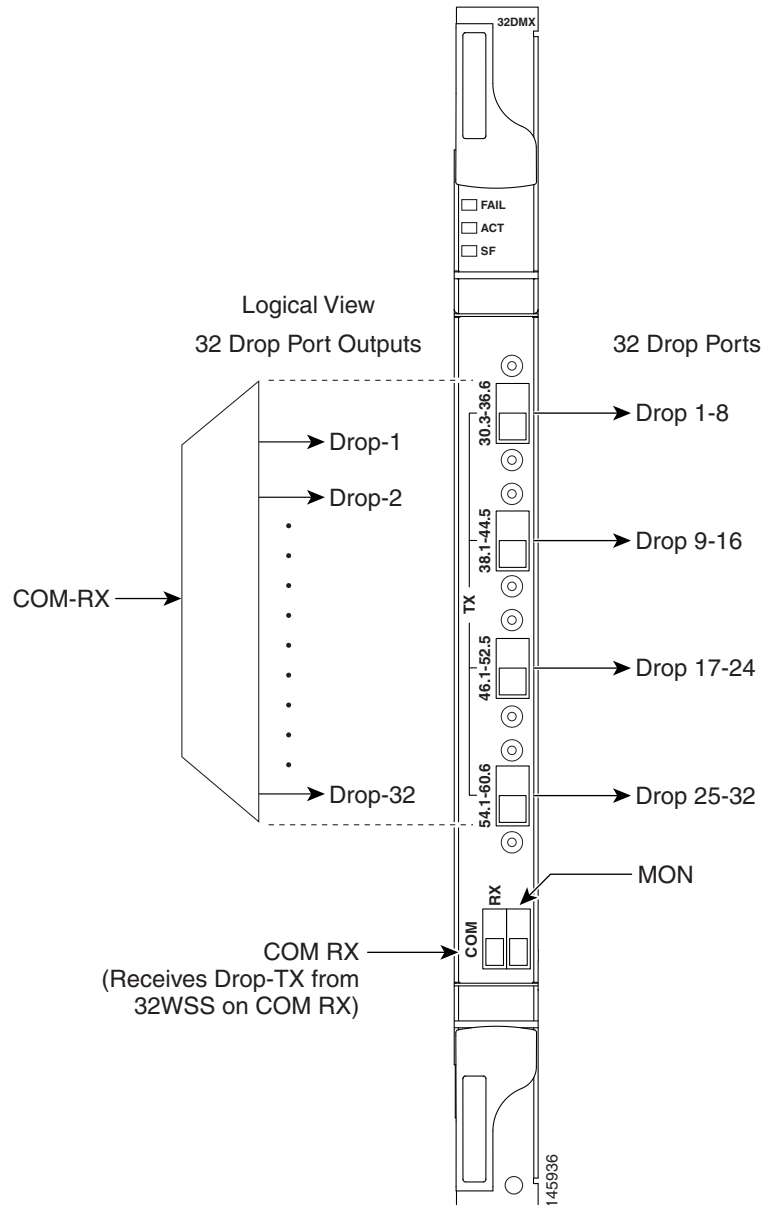 32DMX
FAIL
ACT
SF
Logical View
32 Drop Port Outputs
32 Drop Ports
30.3-36.6
Drop 1-8
Drop-1
Drop-2
38.1-44.5
Drop 9-16
COM-RX
TX
46.1-52.5
Drop 17-24
Drop-32
54.1-60.6
Drop 25-32
MON
RX
COM
COM RX
(Receives Drop-TX from
32WSS on COM RX)
145936